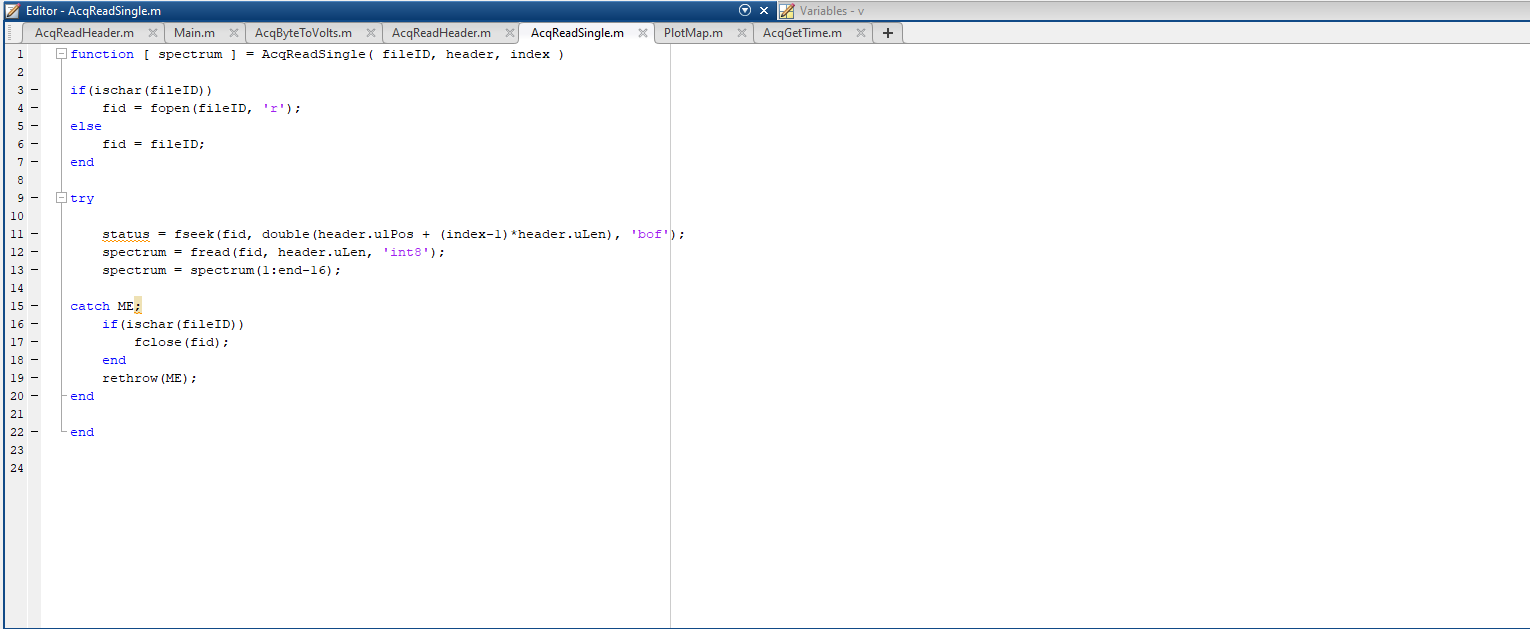 Editor - AcqReadSingle.m
Variables - v
AcqReadHeader.m Main.m AcqByteToVolts.m AcqReadHeader.m AcqReadSingle.m PlotMap.m AcqGetTime.m
1 function [ spectrum ] = AcqReadSingle( fileID, header, index )
2
3 if(ischar(fileID))
4 fid = fopen(fileID, 'r');
5 else
6 fid = fileID;
7 end
8
9 try
10
11 status = fseek(fid, double(header.ulPos + (index-1)*header.uLen), 'bof');
12 spectrum = fread(fid, header.uLen, 'int8');
13 spectrum = spectrum(1:end-16);
14
15 catch ME;
16 if(ischar(fileID))
17 fclose(fid);
18 end
19 rethrow(ME);
20 end
21
22 end
23
24